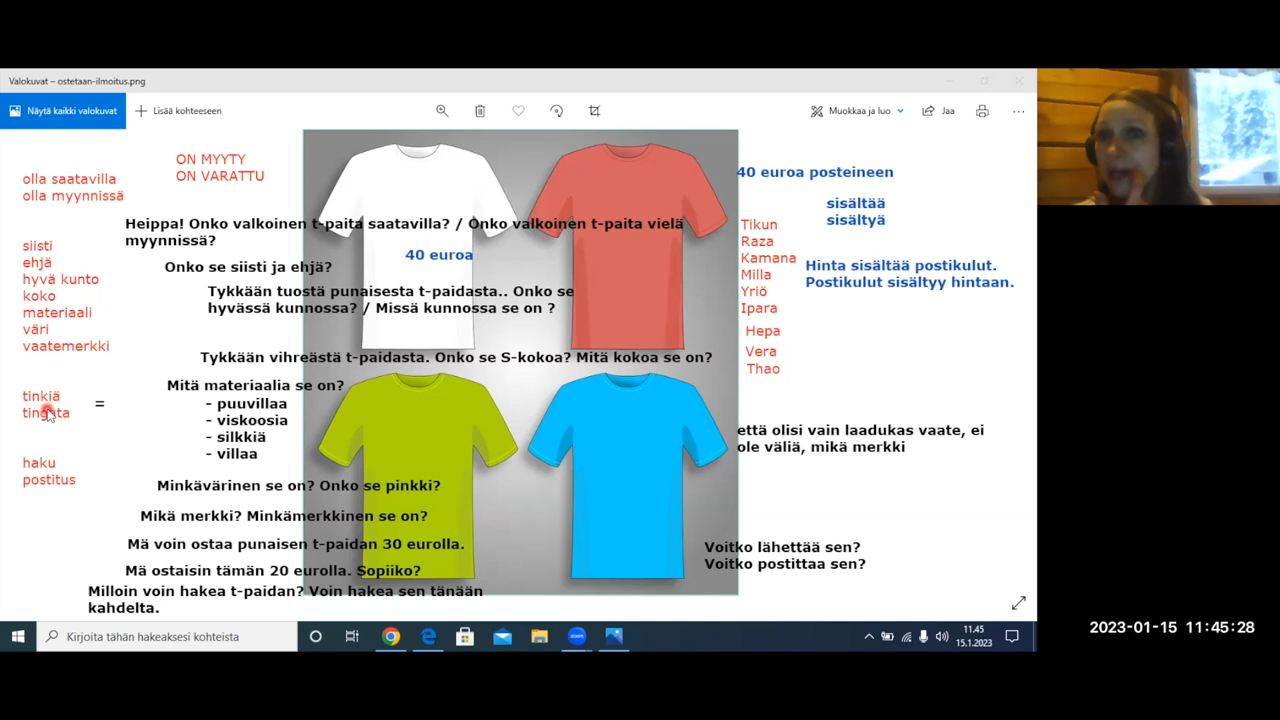 Valokuvat – ostetaan-ilmoitus.png
Näytä kaikki valokuvat
Lisää kohteeseen
Muokkaa ja luo
Jaa
ON MYYTY
ON VARATTU
olla saatavilla
olla myynnissä
40 euroa posteineen
sisältää
sisältyä
Heippa! Onko valkoinen t-paita saatavilla? / Onko valkoinen t-paita vielä
myynnissä?
40 euroa
siisti
ehjä
hyvä kunto
koko
materiaali
väri
vaatemerkki
Onko se siisti ja ehjä?
Tykkään tuostä punaisesta t-paidasta.. Onko se
hyvässä kunnossa? / Missä kunnossa se on ?
Tikun
Raza
Kamana
Milla
Yriö
Ipara
Hepa
Vera
Thao
Hinta sisältää postikulut.
Postikulut sisältyy hintaan.
Tykkään vihreästä t-paidasta. Onko se S-kokoa? Mitä kokoa se on?
Mitä materiaalia se on?
- puuvillaa
- viskoosia
- silkkiä
- villaa
tinkiä
=
haku
postitus
että olisi vain laadukas vaate, ei
ole väliä, mikä merkki
Minkävärinen se on? Onko se pinkki?
Mikä merkki? Minkämerkkinen se on?
Mä voin ostaa punaisen t-paidan 30 eurolla.
Mä ostaisin tämän 20 eurolla. Sopiiko?
Milloin voin hakea t-paidan? Voin hakea sen tänään
kahdelta.
Voitko lähettää sen?
Voitko postittaa sen?
Kirjoita tähän hakeaksesi kohteista
11.45
15.1.2023
2023-01-15 11:45:28